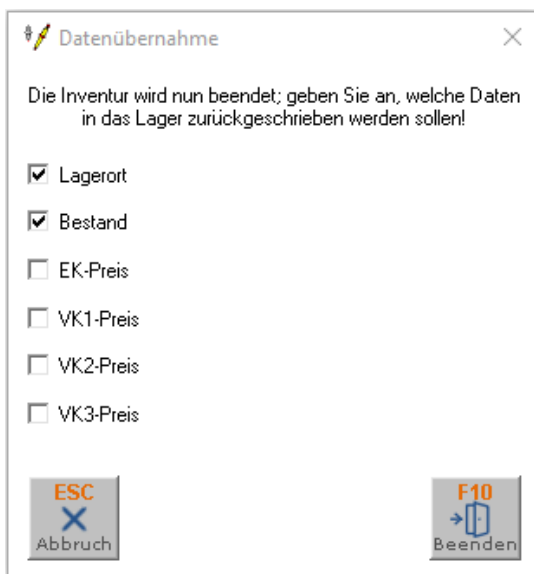 Datenübernahme
Die Inventur wird nun beendet; geben Sie an, welche Daten
in das Lager zurückgeschrieben werden sollen!
Lagerort
Bestand
EK-Preis
VK1-Preis
VK2-Preis
VK3-Preis
ESC
Abbruch
F10
Beenden